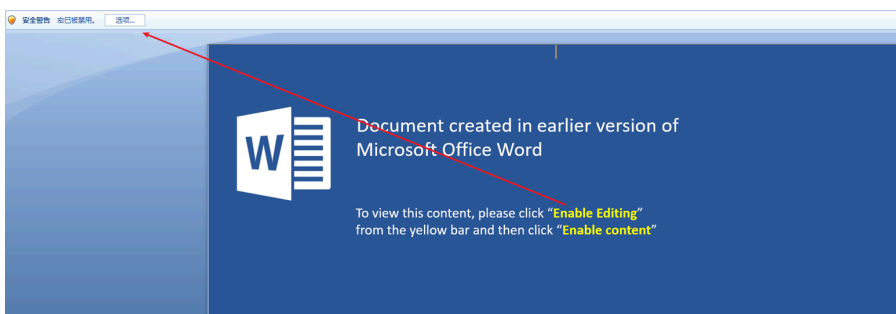 安全警告 宏已被禁用。 选项...
W
Document created in earlier version of
Microsoft Office Word
To view this content, please click “Enable Editing”
from the yellow bar and then click “Enable content”